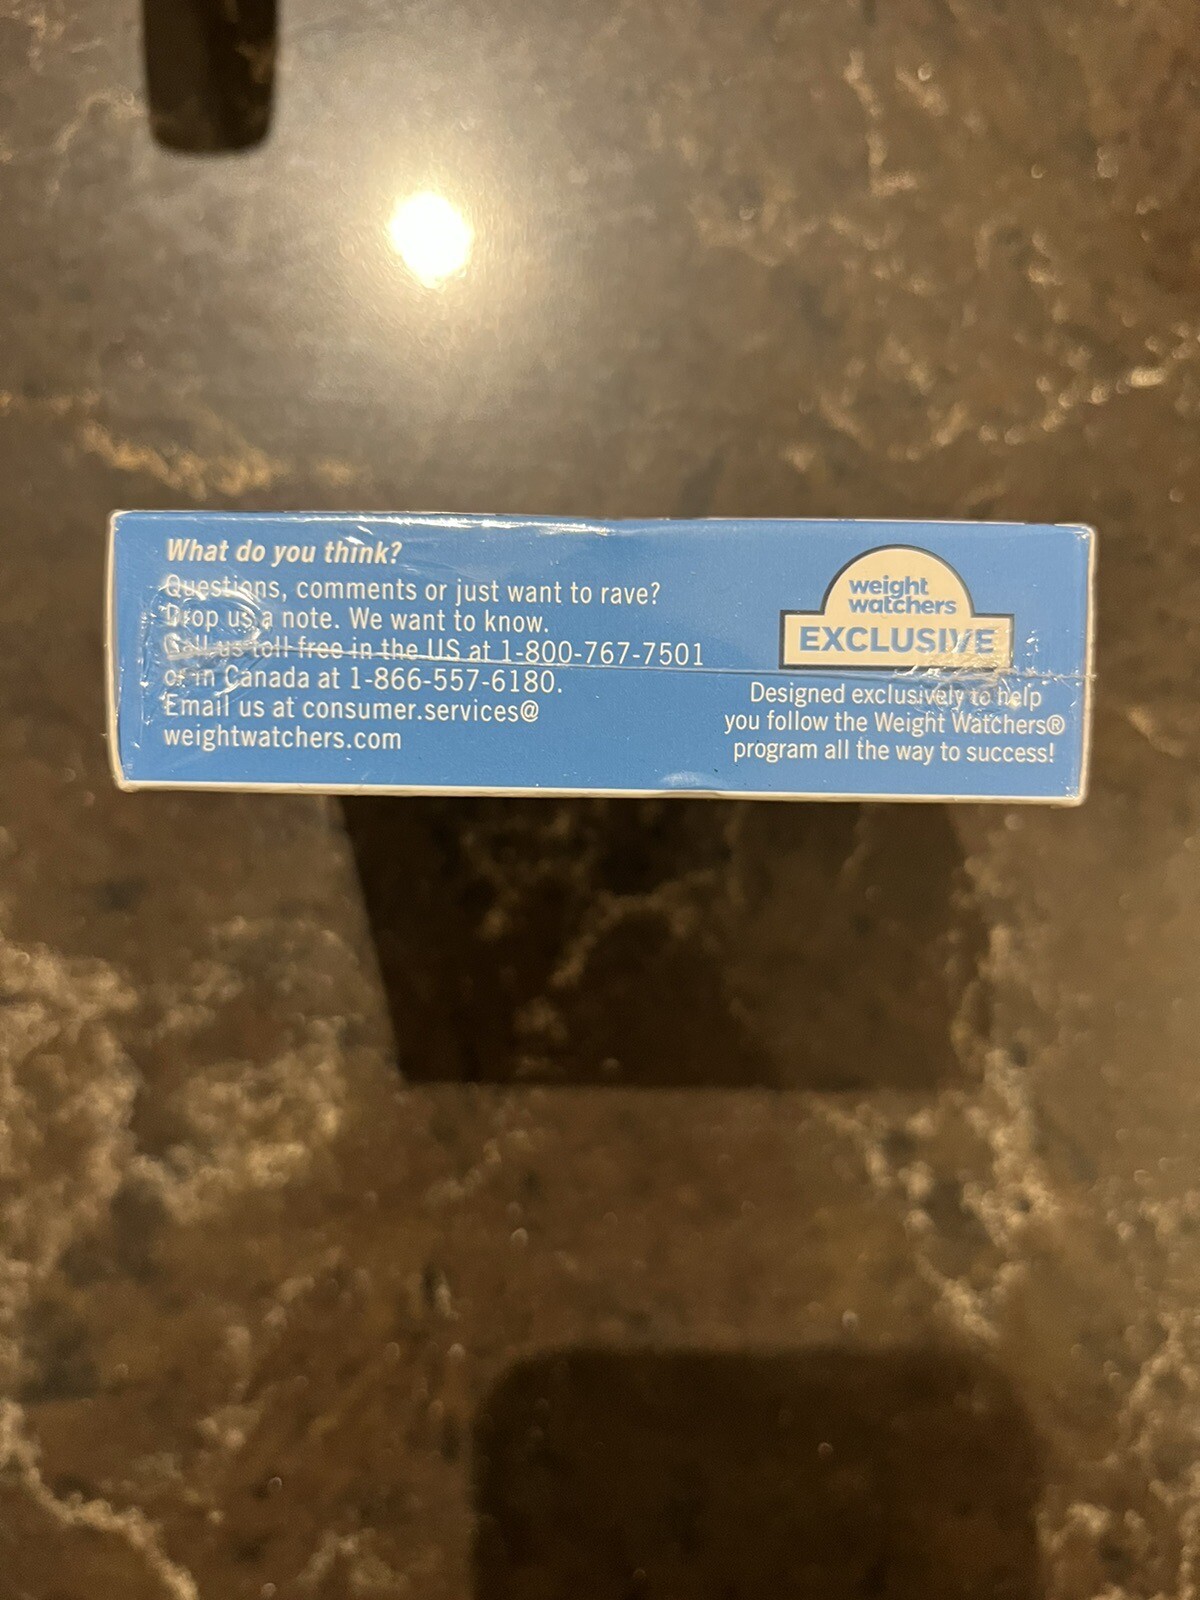 What do you think?
Questions, comments or just want to rave?
Drop us a note. We want to know.
Call us toll free in the US at 1-800-767-7501
or in Canada at 1-866-557-6180.
Email us at consumer.services@
weightwatchers.com
weight
watchers
EXCLUSIVE
Designed exclusively to help
you follow the Weight Watchers®
program all the way to success!